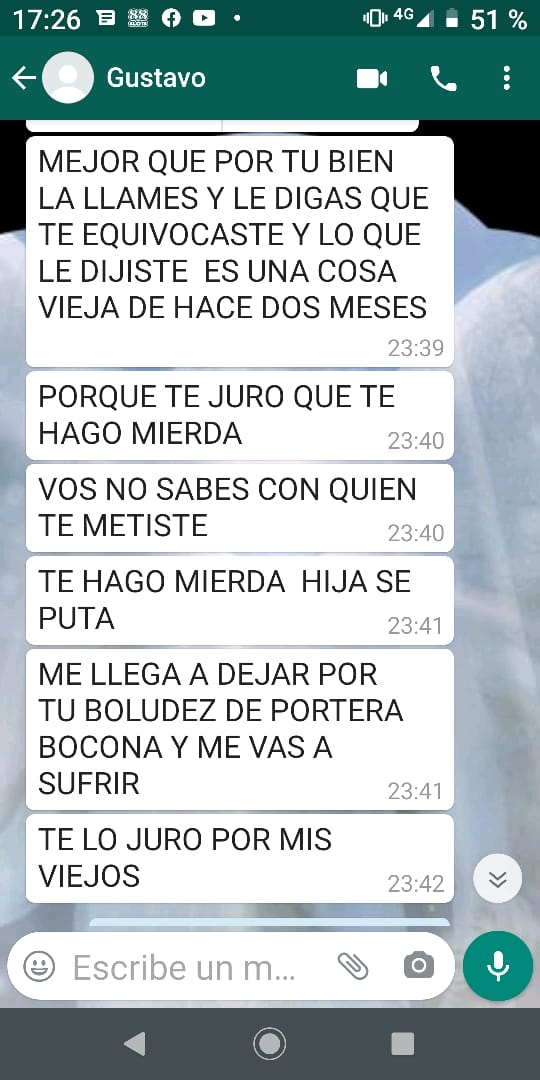 17:26
4G
51 %
Gustavo
MEJOR QUE POR TU BIEN
LA LLAMES Y LE DIGAS QUE
TE EQUIVOCASTE Y LO QUE
LE DIJISTE  ES UNA COSA
VIEJA DE HACE DOS MESES
23:39
PORQUE TE JURO QUE TE
HAGO MIERDA
23:40
VOS NO SABES CON QUIEN
TE METISTE
23:40
TE HAGO MIERDA  HIJA SE
PUTA
23:41
ME LLEGA A DEJAR POR
TU BOLUDEZ DE PORTERA
BOCONA Y ME VAS A
SUFRIR
23:41
TE LO JURO POR MIS
VIEJOS
23:42
Escribe un m...